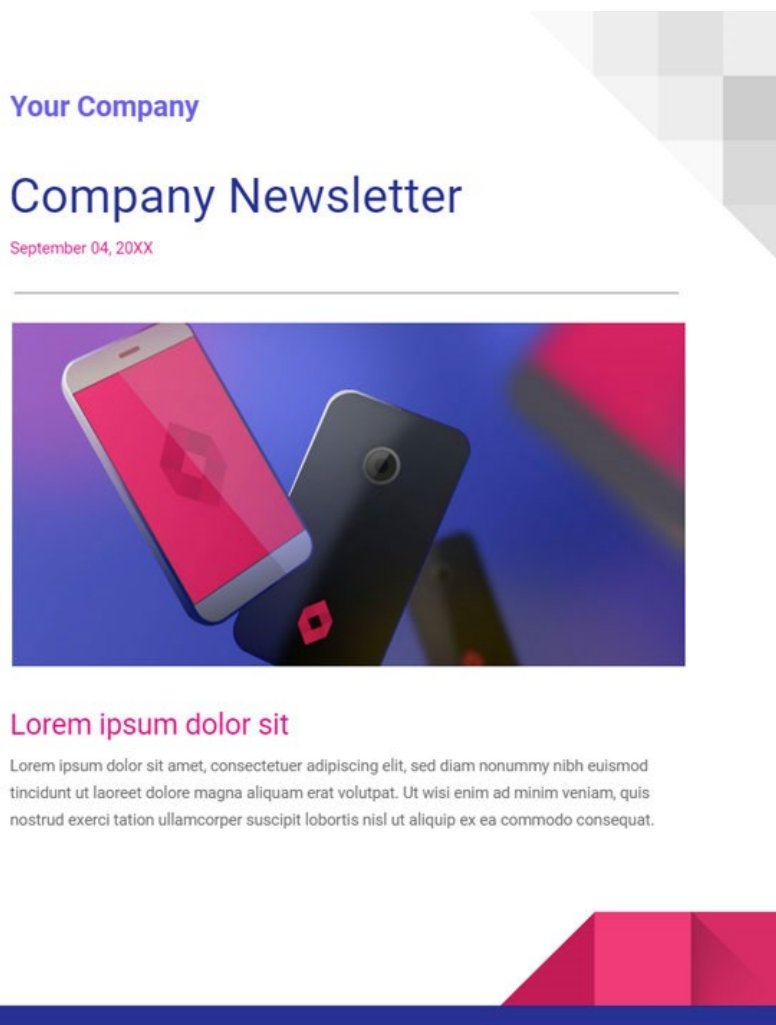 Your Company
Company Newsletter
September 04, 20XX
Lorem ipsum dolor sit
Lorem ipsum dolor sit amet, consectetuer adipiscing elit, sed diam nonummy nibh euismod
tincidunt ut laoreet dolore magna aliquam erat volutpat. Ut wisi enim ad minim veniam, quis
nostrud exerci tation ullamcorper suscipit lobortis nisl ut aliquip ex ea commodo consequat.